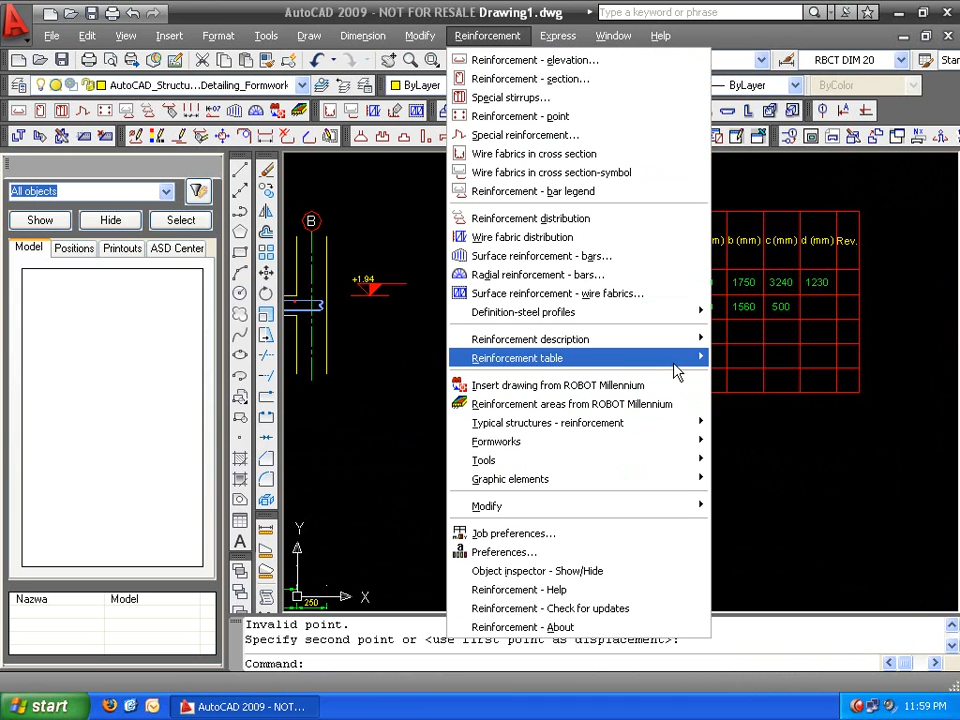 AutoCAD 2009 - NOT FOR RESALE Drawing1.dwg
Type a keyword or phrase
File Edit View Insert Format Tools Draw Dimension Modify Reinforcement Express Window Help
RBCT DIM 20
Star
AutoCAD_Structu...Detailing_Formwork
ByLayer
ByLayer
ByColor
Reinforcement - elevation...
Reinforcement - section...
Special stirrups...
Reinforcement - point
Special reinforcement...
Wire fabrics in cross section
Wire fabrics in cross section-symbol
Reinforcement - bar legend
Reinforcement distribution
Wire fabric distribution
Surface reinforcement - bars...
Radial reinforcement - bars...
Surface reinforcement - wire fabrics...
Definition-steel profiles
Reinforcement description
Reinforcement table
Insert drawing from ROBOT Millennium
Reinforcement areas from ROBOT Millennium
Typical structures - reinforcement
Formworks
Tools
Graphic elements
Modify
Job preferences...
Preferences...
Object inspector - Show/Hide
Reinforcement - Help
Reinforcement - Check for updates
Reinforcement - About
All objects
Show Hide Select
Model Positions Printouts ASD Center
Nazwa Model
B
+1.94
Y
X
250
m) b (mm) c (mm) d (mm) Rev.
1750 3240 1230
1560 500
Invalid point.
Specify second point or <use first point as displacement>:
Command:
start
AutoCAD 2009 - NOT...
11:59 PM